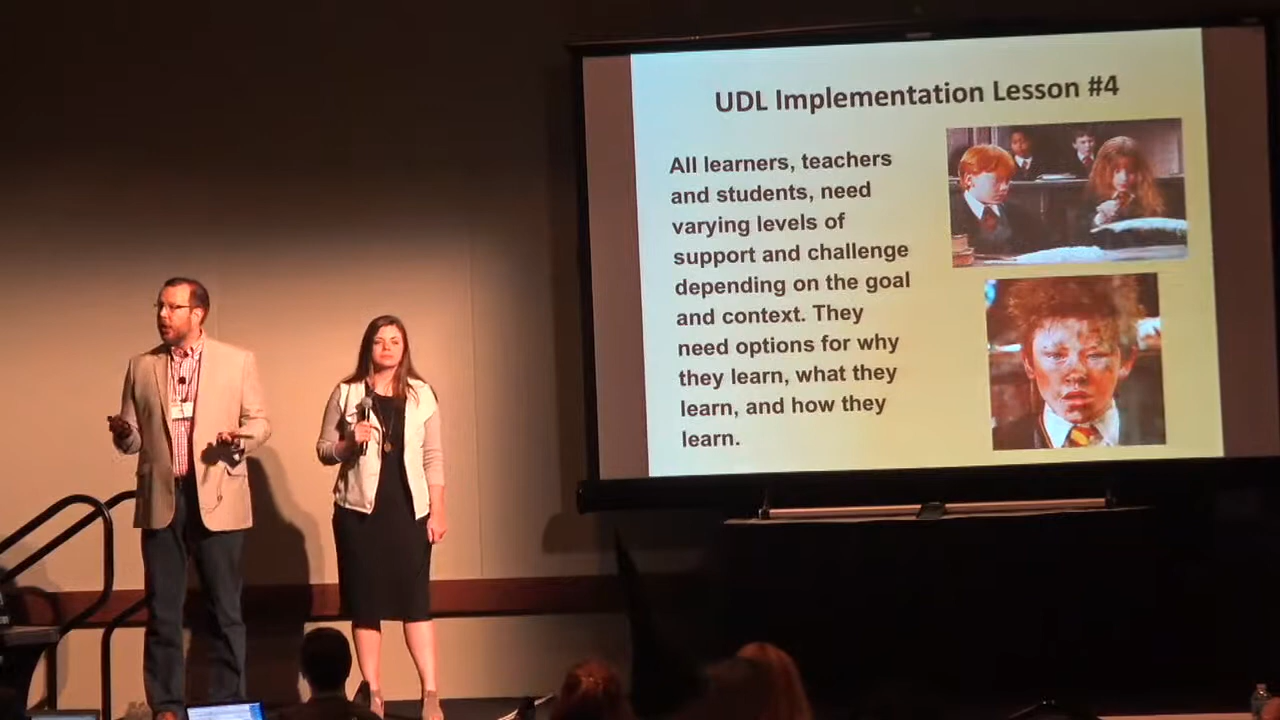 UDL Implementation Lesson #4
All learners, teachers
and students, need
varying levels of
support and challenge
depending on the goal
and context. They
need options for why
they learn, what they
learn, and how they
learn.